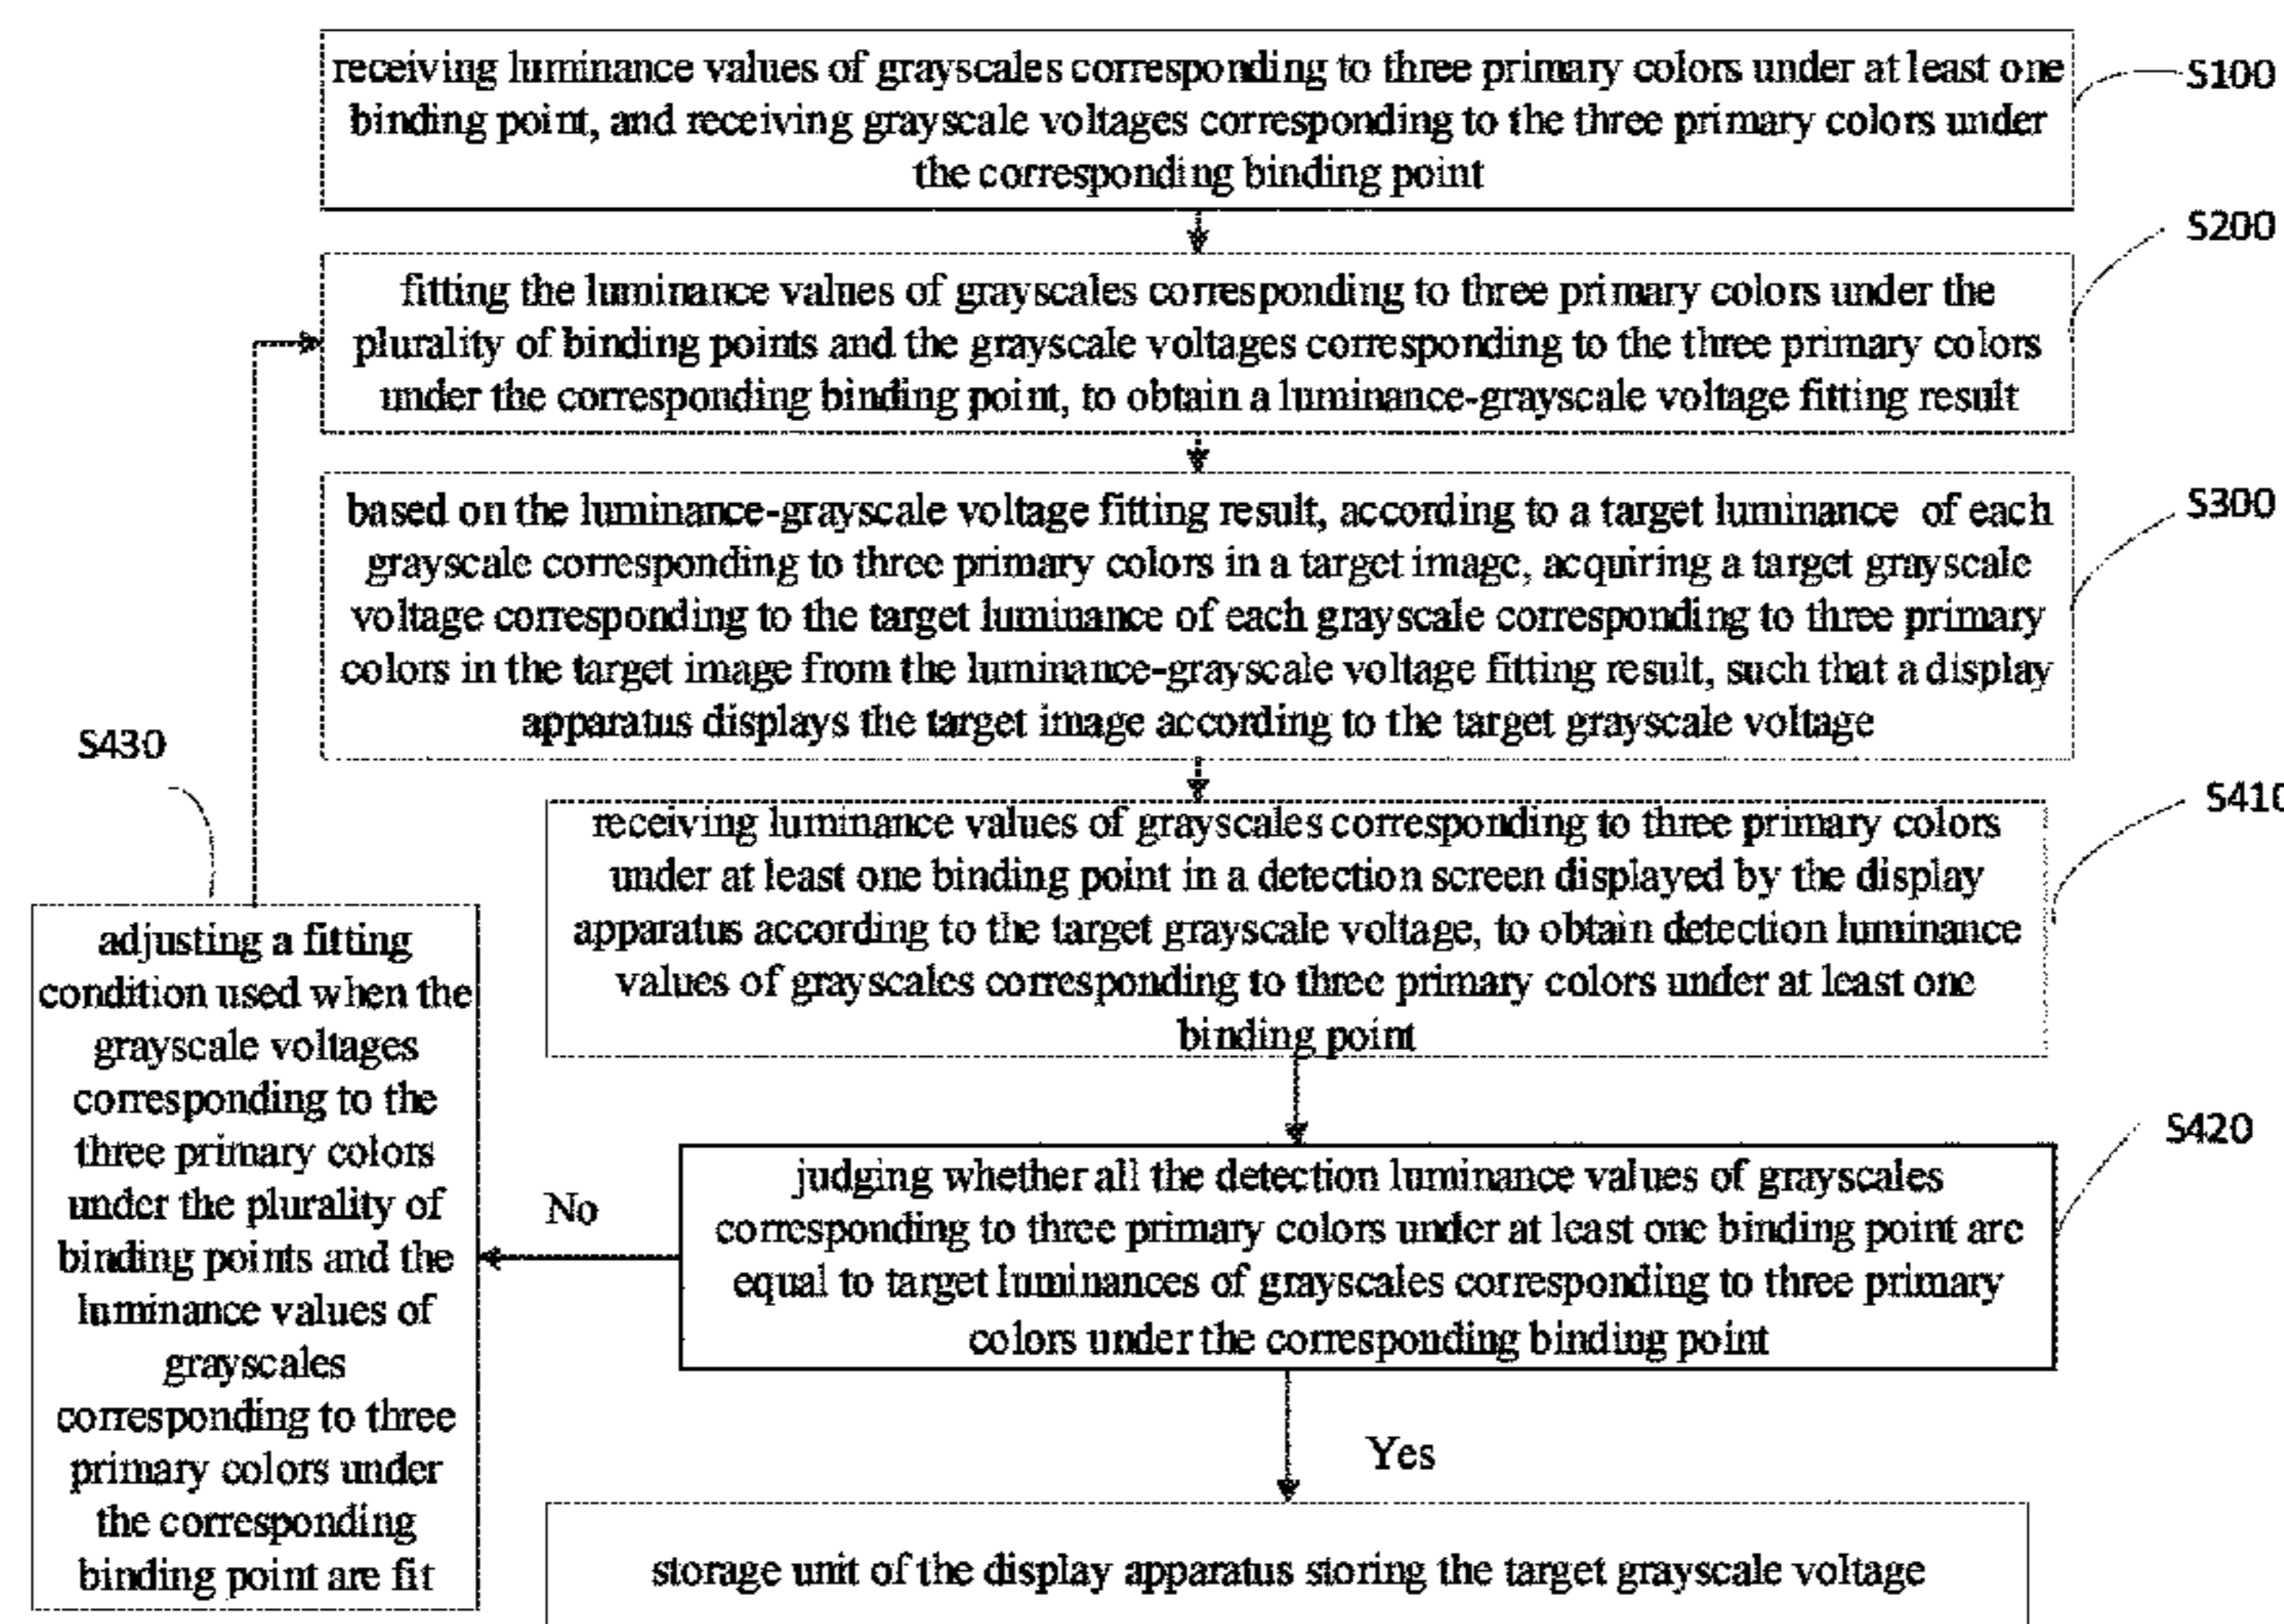 receiving luminance values of grayscales corresponding to three primary colors under at least one
binding point, and receiving grayscale voltages corresponding to the three primary colors under
the corresponding binding point
S100
fitting the luminance values of grayscales corresponding to three primary colors under the
plurality of binding points and the grayscale voltages corresponding to the three primary colors
under the corresponding binding point, to obtain a luminance-grayscale voltage fitting result
S200
based on the luminance-grayscale voltage fitting result, according to a target luminance of each
grayscale corresponding to three primary colors in a target image, acquiring a target grayscale
voltage corresponding to the target luminance of each grayscale corresponding to three primary
colors in the target image from the luminance-grayscale voltage fitting result, such that a display
apparatus displays the target image according to the target grayscale voltage
S300
receiving luminance values of grayscales corresponding to three primary colors
under at least one binding point in a detection screen displayed by the display
apparatus according to the target grayscale voltage, to obtain detection luminance
values of grayscales corresponding to three primary colors under at least one
binding point
S410
judging whether all the detection luminance values of grayscales
corresponding to three primary colors under at least one binding point are
equal to target luminances of grayscales corresponding to three primary
colors under the corresponding binding point
S420
No
S430
adjusting a fitting
condition used when the
grayscale voltages
corresponding to the
three primary colors
under the plurality of
binding points and the
luminance values of
grayscales
corresponding to three
primary colors under
the corresponding
binding point are fit
Yes
storage unit of the display apparatus storing the target grayscale voltage